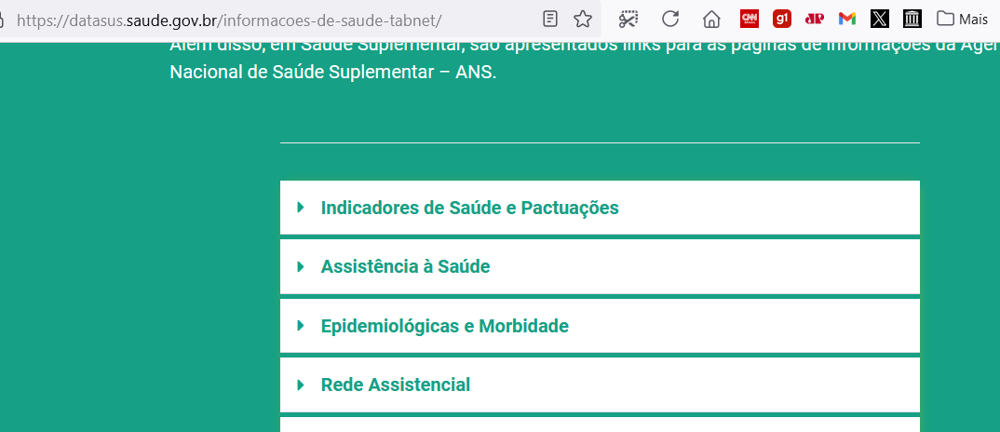 https://datasus.saude.gov.br/informacoes-de-saude-tabnet/
CNN
g1
JP
X
Mais
Além disso, em Saúde Suplementar, são apresentados links para as páginas de informações da
Nacional de Saúde Suplementar – ANS.
Indicadores de Saúde e Pactuações
Assistência à Saúde
Epidemiológicas e Morbidade
Rede Assistencial